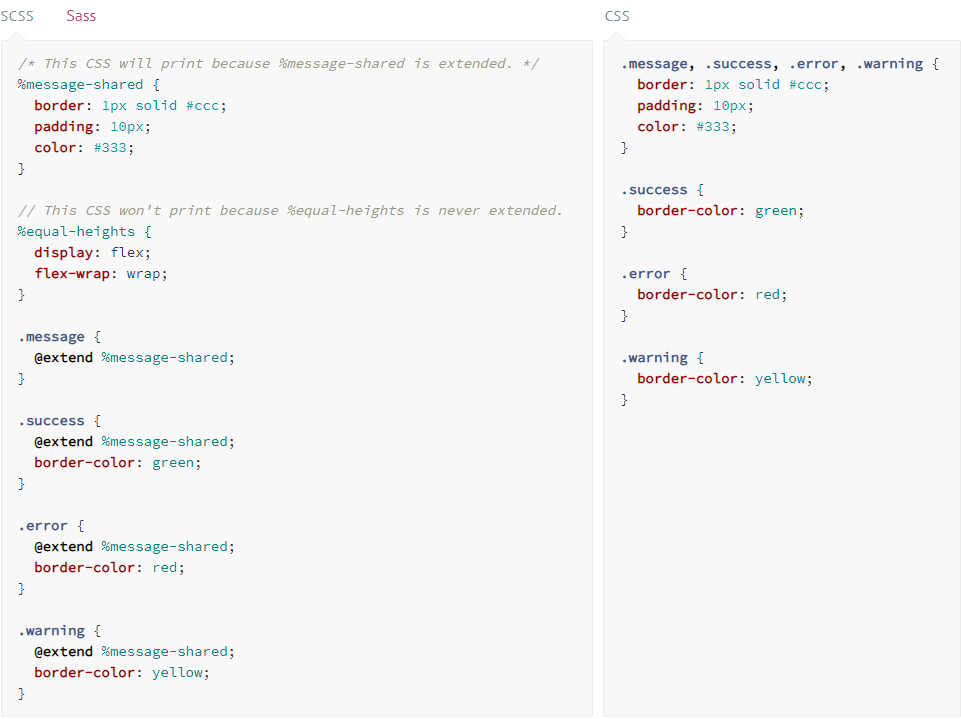 SCSS Sass
/* This CSS will print because %message-shared is extended. */
%message-shared {
  border: 1px solid #ccc;
  padding: 10px;
  color: #333;
}

// This CSS won't print because %equal-heights is never extended.
%equal-heights {
  display: flex;
  flex-wrap: wrap;
}

.message {
  @extend %message-shared;
}

.success {
  @extend %message-shared;
  border-color: green;
}

.error {
  @extend %message-shared;
  border-color: red;
}

.warning {
  @extend %message-shared;
  border-color: yellow;
}
CSS
.message, .success, .error, .warning {
  border: 1px solid #ccc;
  padding: 10px;
  color: #333;
}

.success {
  border-color: green;
}

.error {
  border-color: red;
}

.warning {
  border-color: yellow;
}